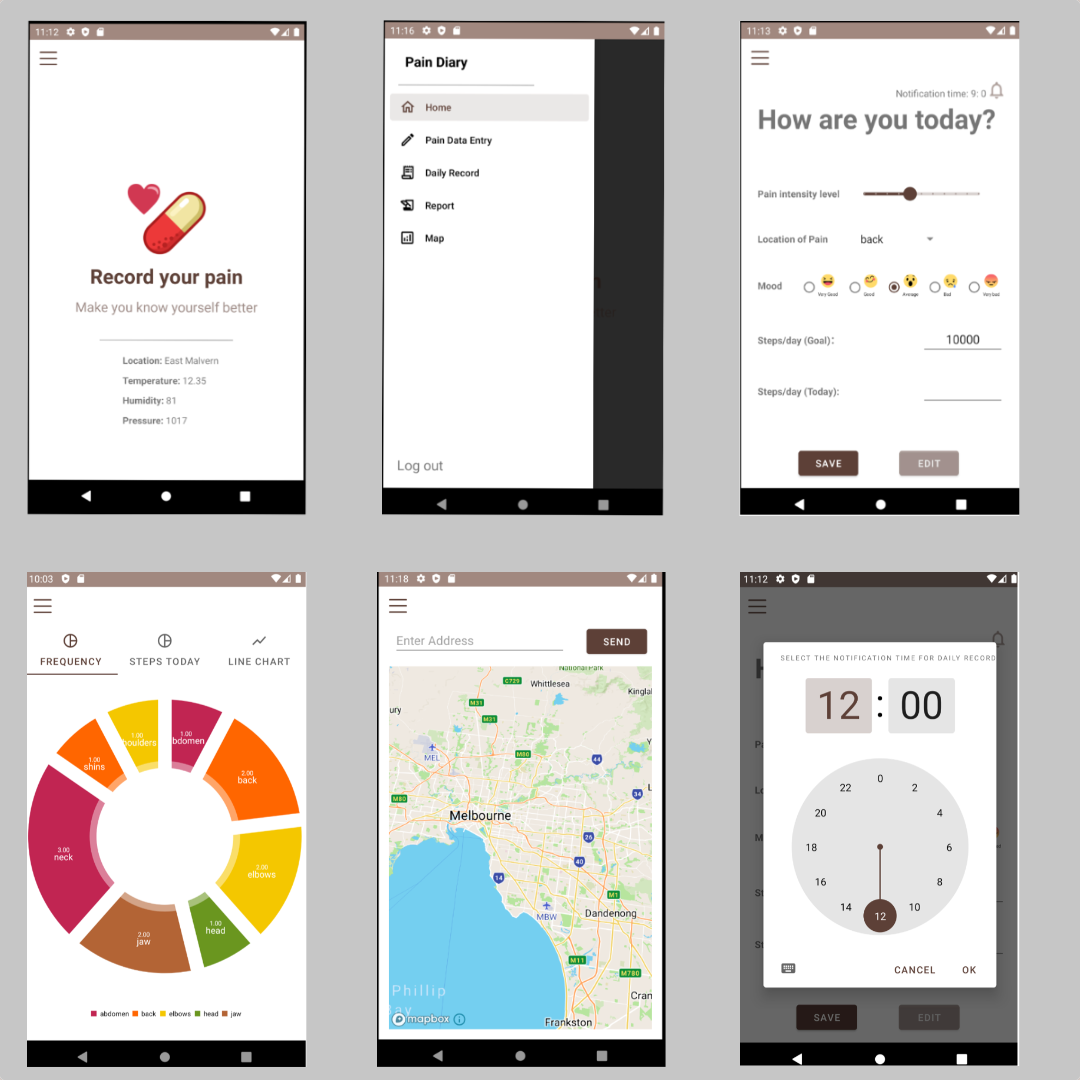 11:12
Record your pain
Make you know yourself better
Location: East Malvern
Temperature: 12.35
Humidity: 81
Pressure: 1017
11:16
Pain Diary
Home
Pain Data Entry
Daily Record
Report
Map
Log out
11:13
Notification time: 9: 0
How are you today?
Pain intensity level
Location of Pain back
Mood
Very Good Good Average Bad Very bad
Steps/day (Goal): 10000
Steps/day (Today):
SAVE EDIT
10:03
FREQUENCY STEPS TODAY LINE CHART
1.00
houlders
1.00
bdomen
1.00
shins
2.00
back
3.00
neck
2.00
elbows
1.00
head
2.00
jaw
abdomen back elbows head jaw
11:18
Enter Address SEND
National Park
C729 Whittlesea
Kingla
M31
ury
M31
MEL
M80
44
M80
34
Melbourne
26
40
14
M1
MBW
Dandenong
M11
M780
Phillip
ay
Cran
mapbox
Frankston
11:12
SELECT THE NOTIFICATION TIME FOR DAILY RECORD
12 : 00
0
22 2
20 4
18 6
16 8
14 10
12
CANCEL OK
SAVE EDIT